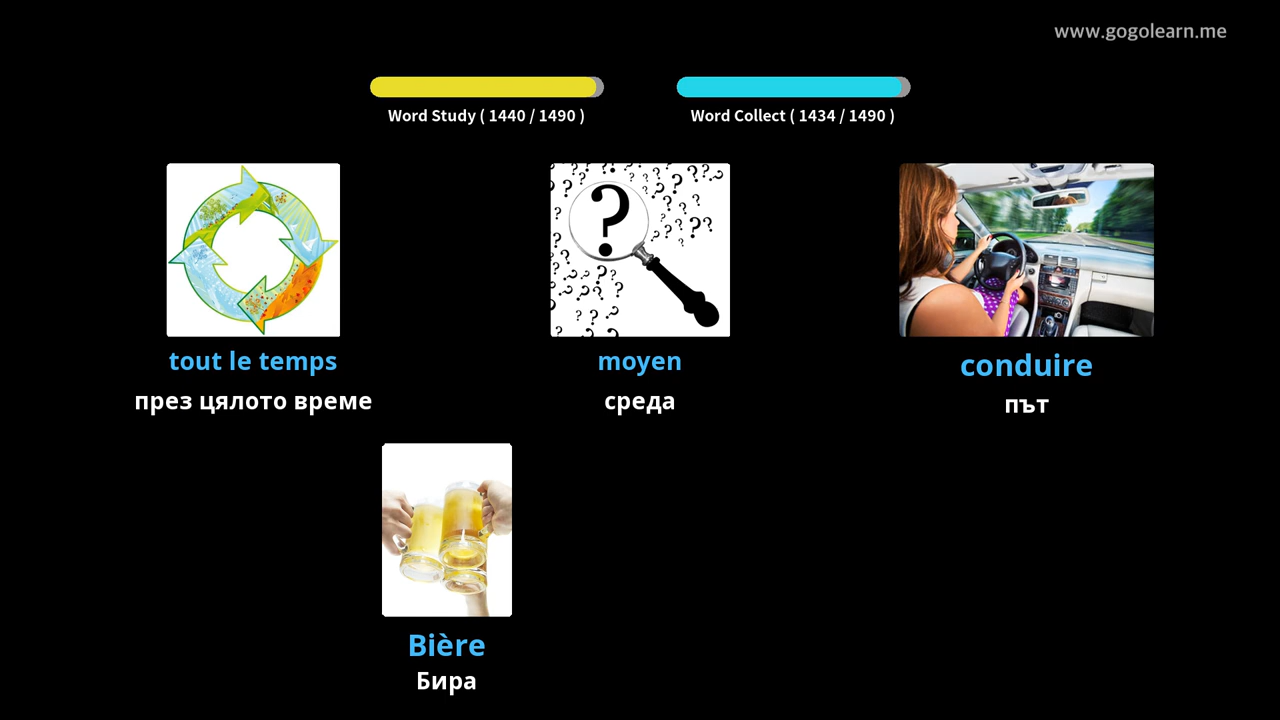 www.gogolearn.me
Word Study ( 1440 / 1490 )
Word Collect ( 1434 / 1490 )
tout le temps
през цялото време
moyen
среда
conduire
път
Bière
Бира